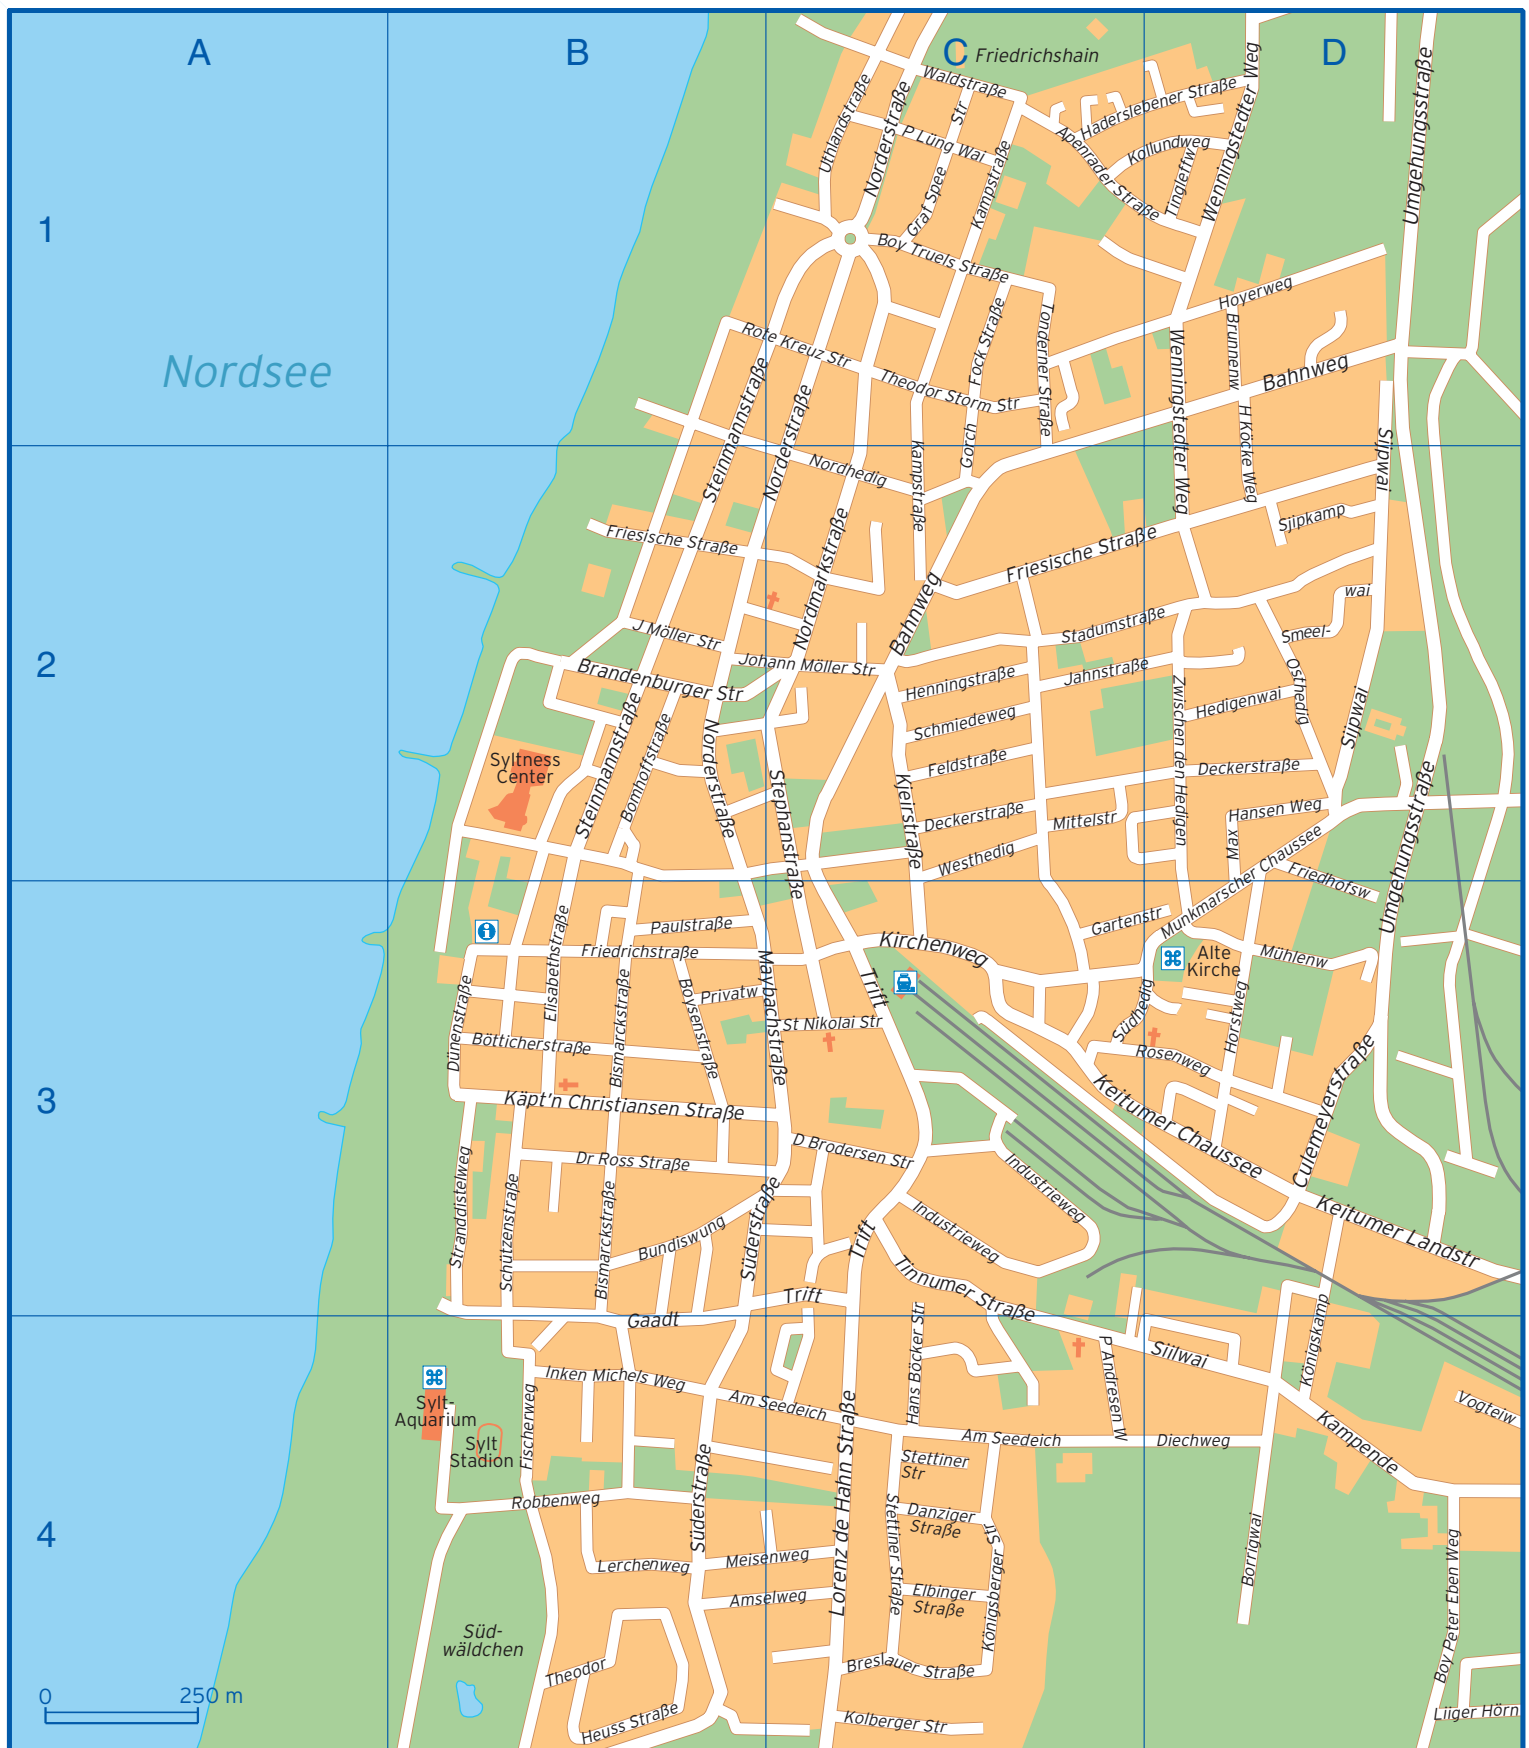 A
B
C
D
Friedrichshain
Waldstraße
Uthlandstraße
Norderstraße
Str
Graf Spee
P Lüng Wai
Kampstraße
Haderslebener Straße
Apenrader Straße
Kollundweg
Tingleffw
Wenningstedter Weg
Umgehungsstraße
1
Boy Truels Straße
Hoyerweg
Brunnenw
Rote Kreuz Str
Theodor Storm Str
Gorch
Fock Straße
Tonderner Straße
Wenningstedter Weg
Bahnweg
H Köcke Weg
Sjipwai
Nordsee
Steinmannstraße
Norderstraße
Nordhedig
Kampstraße
Nordmarkstraße
Friesische Straße
Friesische Straße
Sjipkamp
Bahnweg
wai
Smeel-
Stadumstraße
J Möller Str
Johann Möller Str
2
Brandenburger Str
Henningstraße
Jahnstraße
Osthedig
Hedigenwai
Zwischen den Hedigen
Schmiedeweg
Sjipwai
Steinmannstraße
Bomhoffstraße
Norderstraße
Feldstraße
Deckerstraße
Syltness
Center
Stephanstraße
Kjeirstraße
Deckerstraße
Mittelstr
Hansen Weg
Max
Umgehungsstraße
Westhedig
Munkmarscher Chaussee
Friedhofsw
Paulstraße
Gartenstr
Friedrichstraße
Kirchenweg
Alte
Kirche
Mühlenw
Elisabethstraße
Maybachstraße
Trift
Privatw
Boysenstraße
Bismarckstraße
Dünenstraße
St Nikolai Str
Südhedig
Horstweg
Bötticherstraße
Rosenweg
3
Käpt'n Christiansen Straße
Keitumer Chaussee
Culemeyerstraße
D Brodersen Str
Dr Ross Straße
Stranddistelweg
Schützenstraße
Bismarckstraße
Süderstraße
Industrieweg
Industrieweg
Keitumer Landstr
Bundiswung
Trift
Trift
Tinnumer Straße
Gaadt
Hans Böcker Str
P Andresen W
Siilwai
Königskamp
Inken Michels Weg
Am Seedeich
Vogteiw
Sylt-
Aquarium
Fischerweg
Kampende
Am Seedeich
Diechweg
Sylt
Stadion
Süderstraße
Lorenz de Hahn Straße
Stettiner
Str
Robbenweg
Stettiner Straße
Danziger
Straße
Königsberger Str
4
Lerchenweg
Meisenweg
Borrigwai
Boy Peter Eben Weg
Amselweg
Elbinger
Straße
Süd-
wäldchen
Theodor
Heuss Straße
Breslauer Straße
0
250 m
Kolberger Str
Liiger Hörn